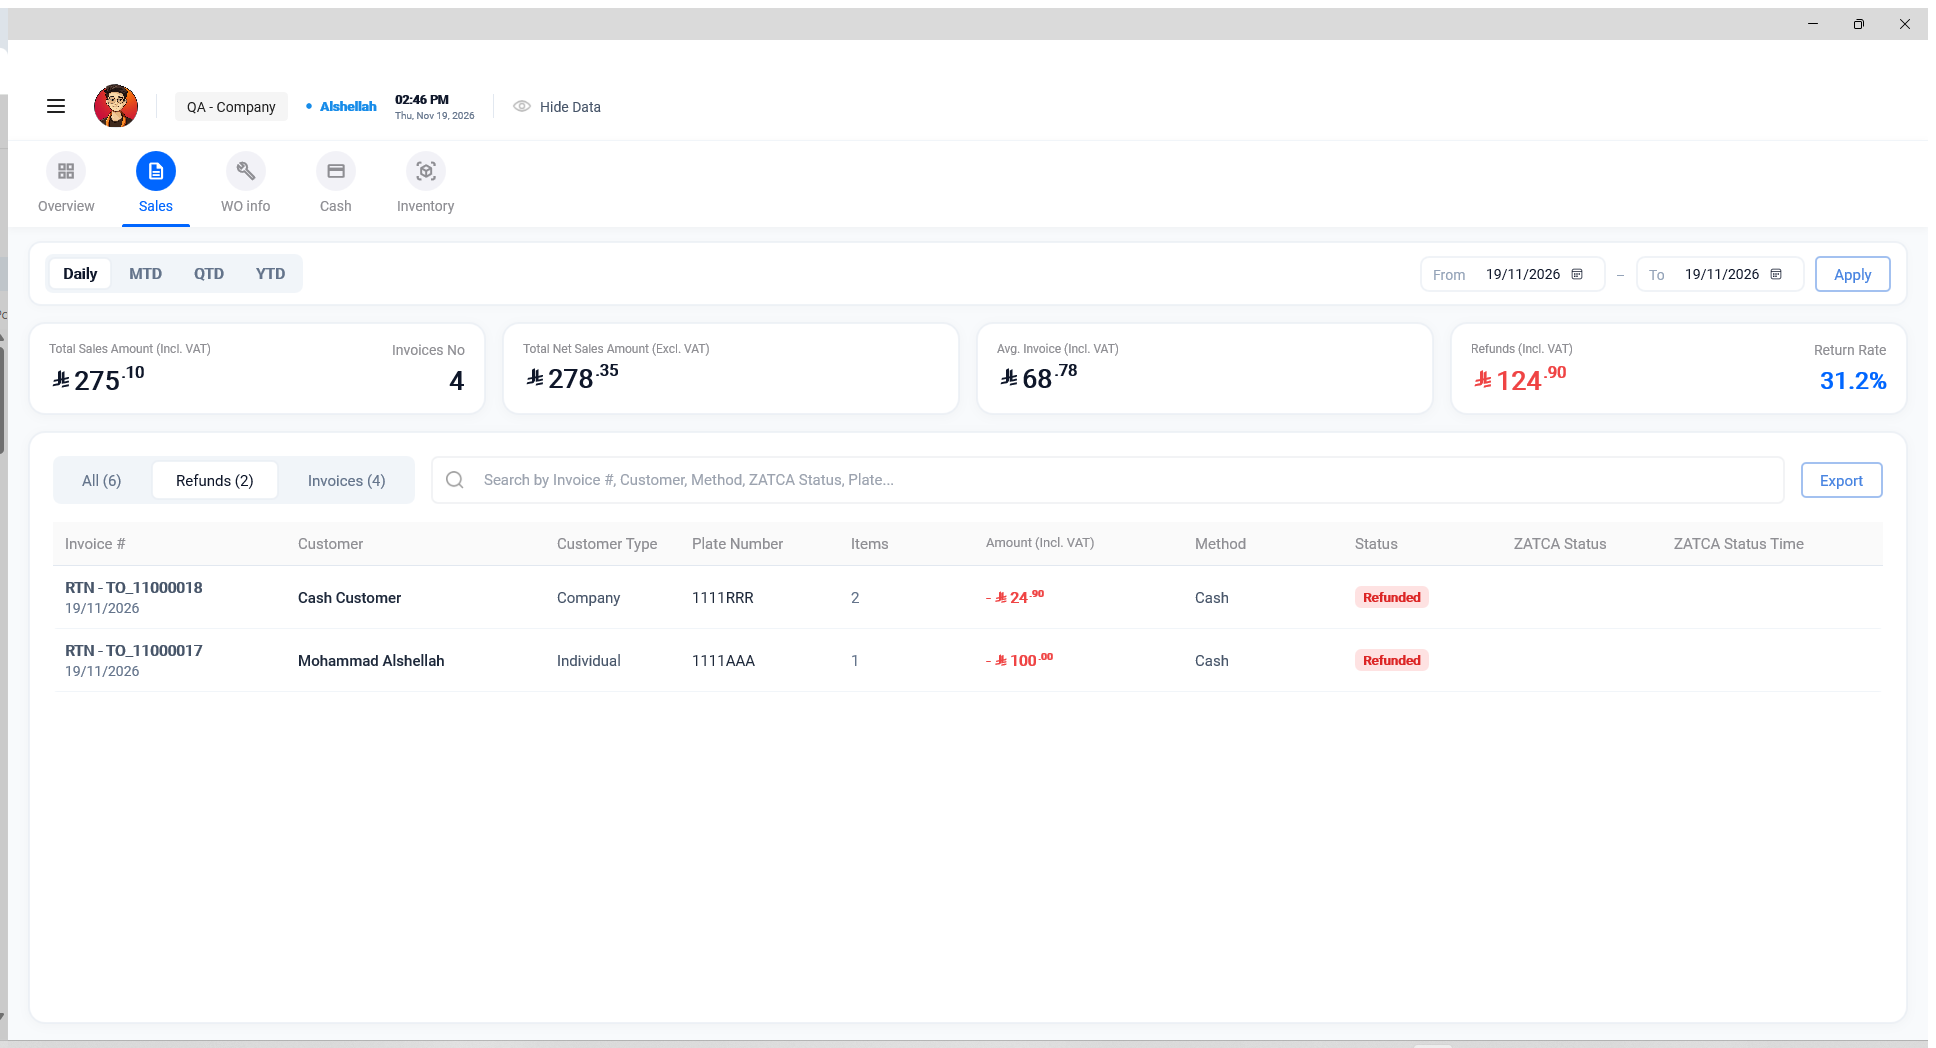 QA - Company
• Alshellah
02:46 PM
Thu, Nov 19, 2026
Hide Data
Overview
Sales
WO info
Cash
Inventory
Daily MTD QTD YTD
From 19/11/2026 – To 19/11/2026 Apply
Total Sales Amount (Incl. VAT)
275.10
Invoices No
4
Total Net Sales Amount (Excl. VAT)
278.35
Avg. Invoice (Incl. VAT)
68.78
Refunds (Incl. VAT)
124.90
Return Rate
31.2%
All (6) Refunds (2) Invoices (4)
Search by Invoice #, Customer, Method, ZATCA Status, Plate...
Export
Invoice # Customer Customer Type Plate Number Items Amount (Incl. VAT) Method Status ZATCA Status ZATCA Status Time
RTN - TO_11000018
19/11/2026
Cash Customer Company 1111RRR 2 - 24.90 Cash Refunded
RTN - TO_11000017
19/11/2026
Mohammad Alshellah Individual 1111AAA 1 - 100.00 Cash Refunded